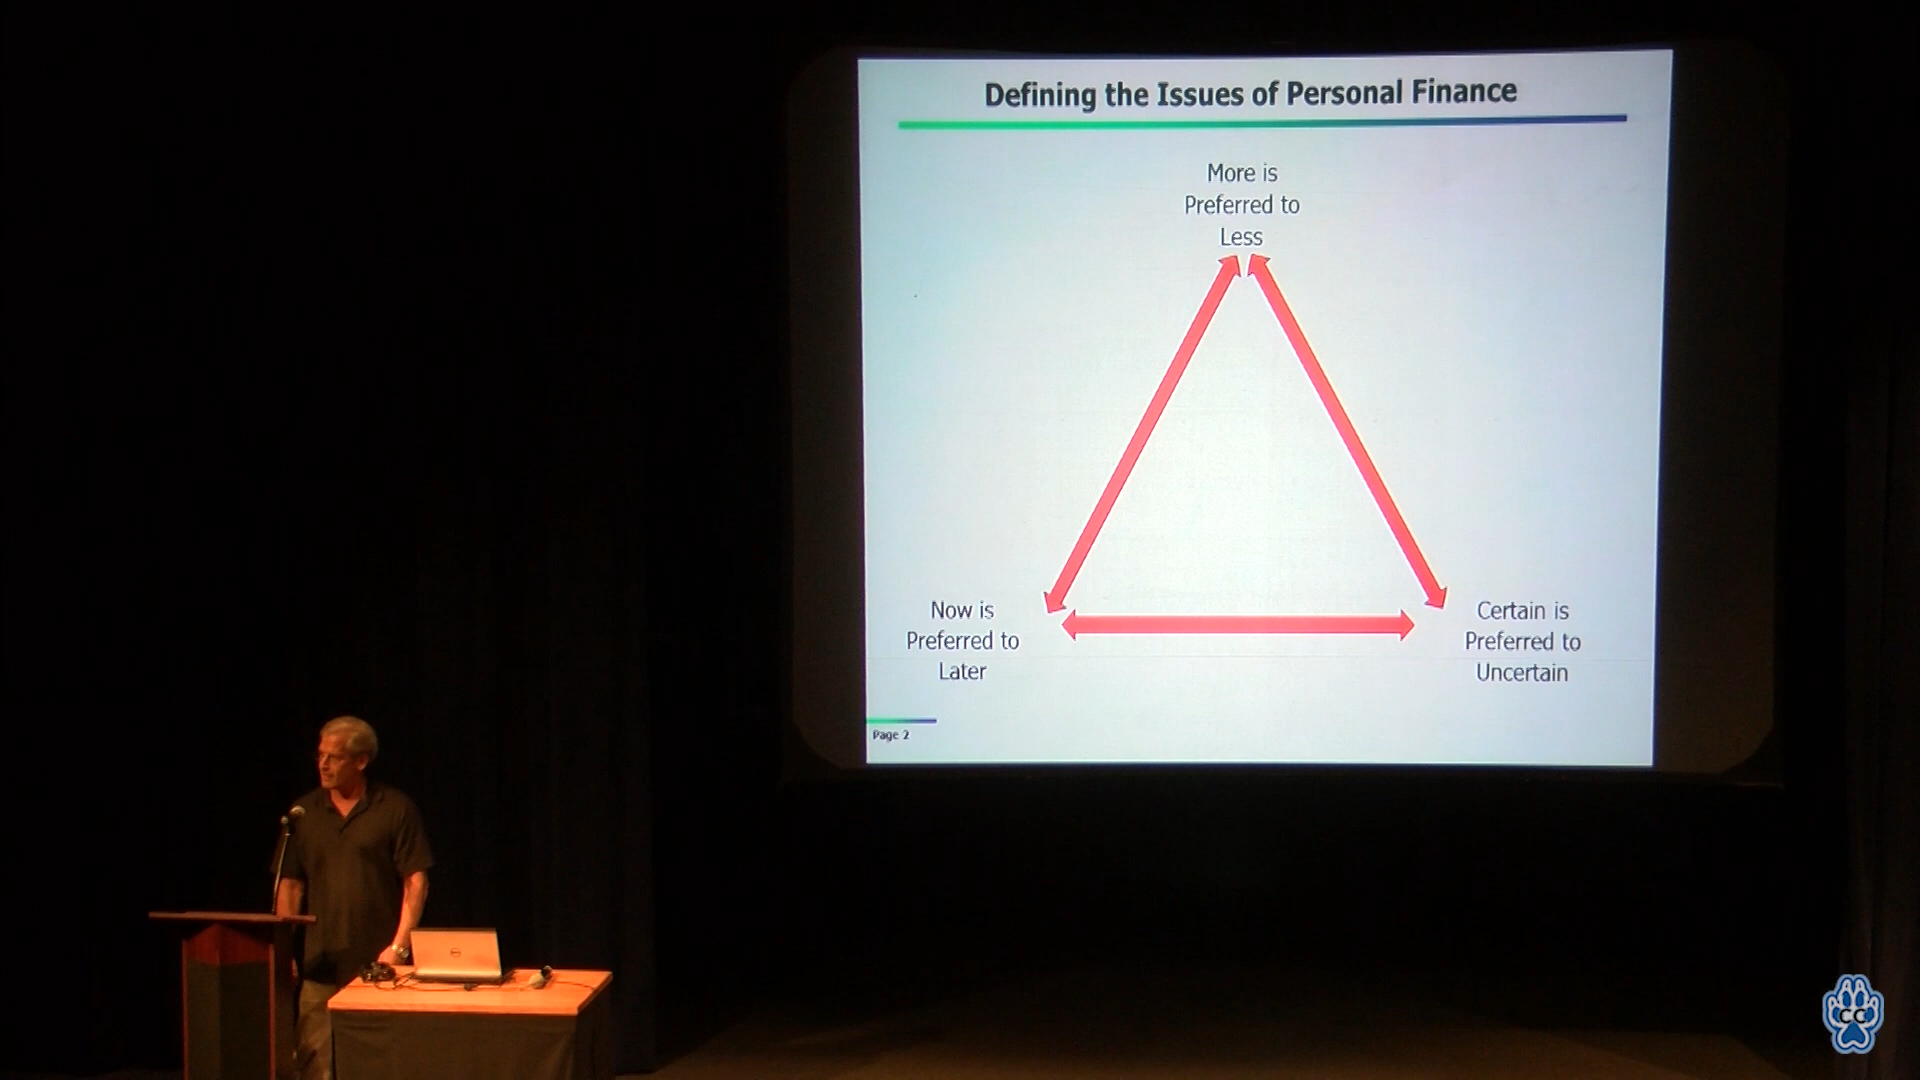 Defining the Issues of Personal Finance
More is
Preferred to
Less
Now is
Preferred to
Later
Certain is
Preferred to
Uncertain
Page 2
CC